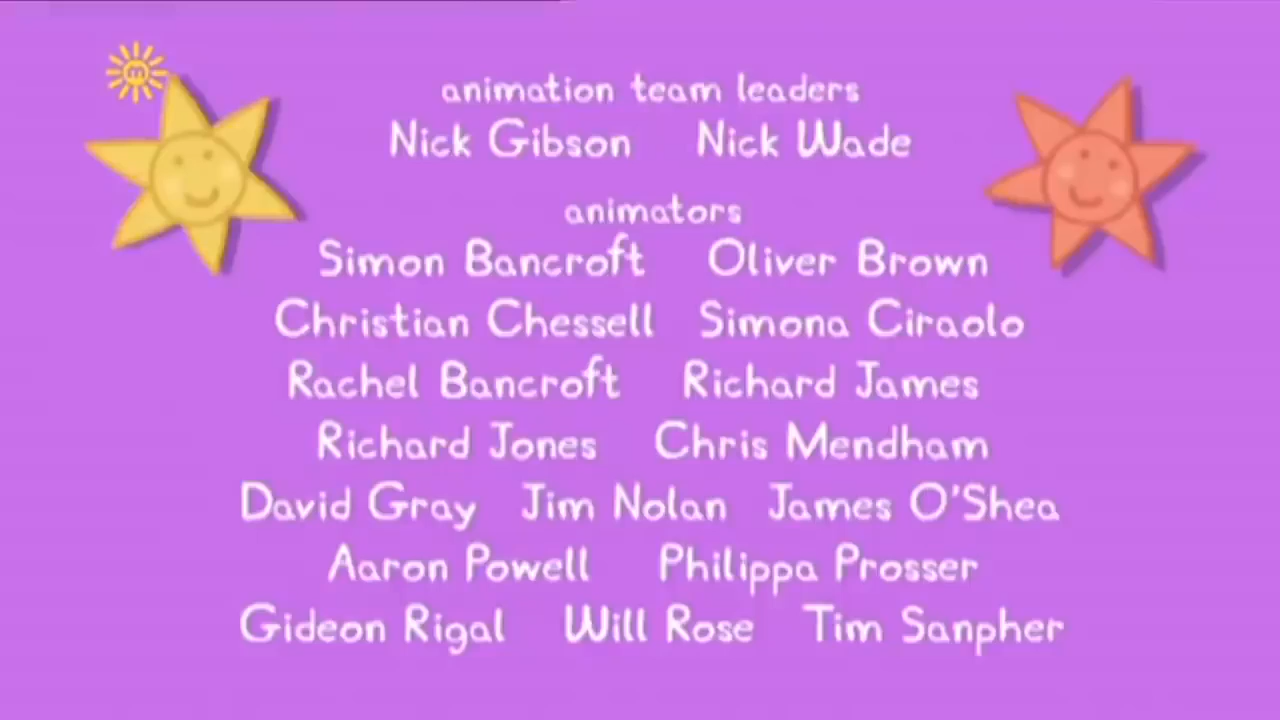 m
animation team leaders
Nick Gibson Nick Wade
animators
Simon Bancroft Oliver Brown
Christian Chessell Simona Ciraolo
Rachel Bancroft Richard James
Richard Jones Chris Mendham
David Gray Jim Nolan James O'Shea
Aaron Powell Philippa Prosser
Gideon Rigal Will Rose Tim Sanpher